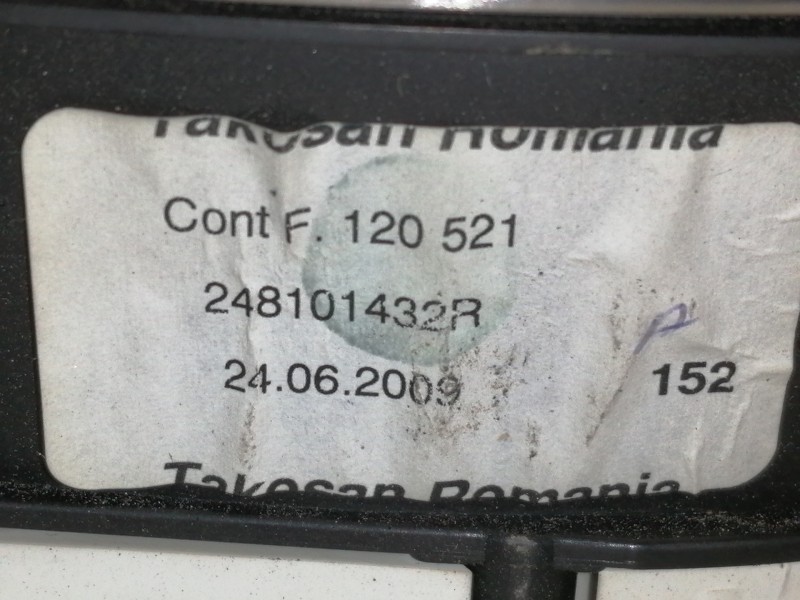 Takosan Romania
Cont F. 120 521
248101432R
24.06.2009
152
Takosan Romania